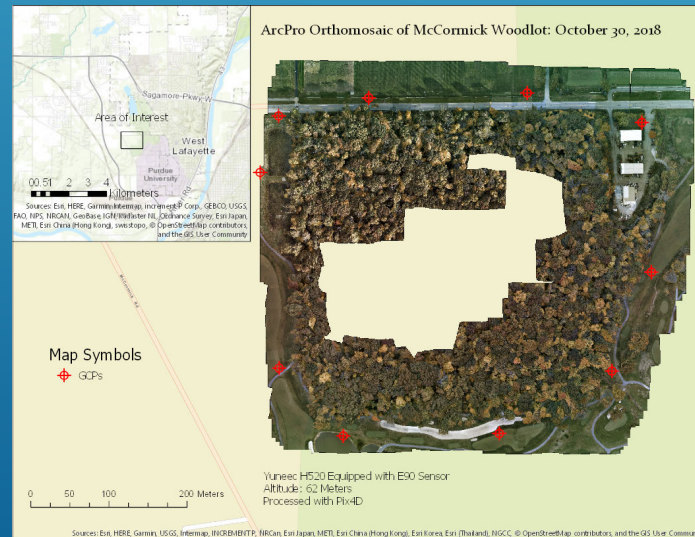 ArcPro Orthomosaic of McCormick Woodlot: October 30, 2018
Sagamore-Pkwy-W
Area of Interest
West
Lafayette
Purdue
University
00.51 2 3 4
Kilometers
Sources: Esri, HERE, Garmin, Intermap, increment P Corp., GEBCO, USGS,
FAO, NPS, NRCAN, GeoBase, IGN, Kadaster NL, Ordnance Survey, Esri Japan,
METI, Esri China (Hong Kong), swisstopo, © OpenStreetMap contributors,
and the GIS User Community
McCormick Rd
Map Symbols
GCPs
0 50 100 200 Meters
Yuneec H520 Equipped with E90 Sensor
Altitude: 62 Meters
Processed with Pix4D
Sources: Esri, HERE, Garmin, USGS, Intermap, INCREMENT P, NRCan, Esri Japan, METI, Esri China (Hong Kong), Esri Korea, Esri (Thailand), NGCC, © OpenStreetMap contributors, and the GIS User Commu